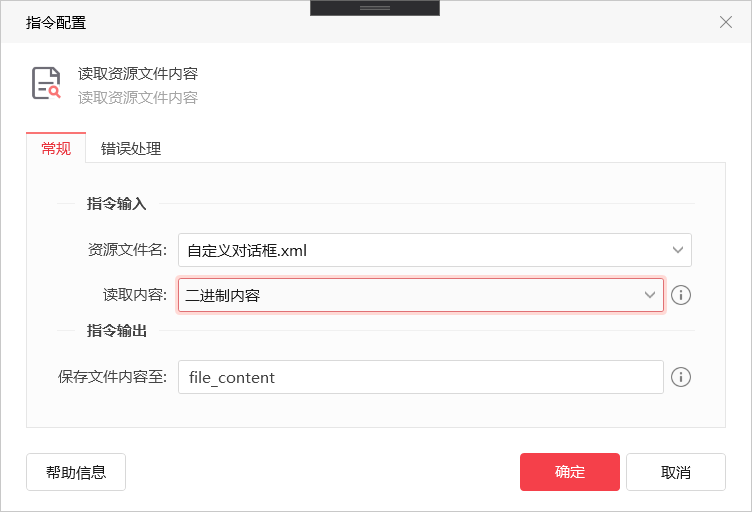 指令配置
读取资源文件内容
读取资源文件内容
常规 错误处理
指令输入
资源文件名: 自定义对话框.xml
读取内容: 二进制内容
指令输出
保存文件内容至: file_content
帮助信息 确定 取消